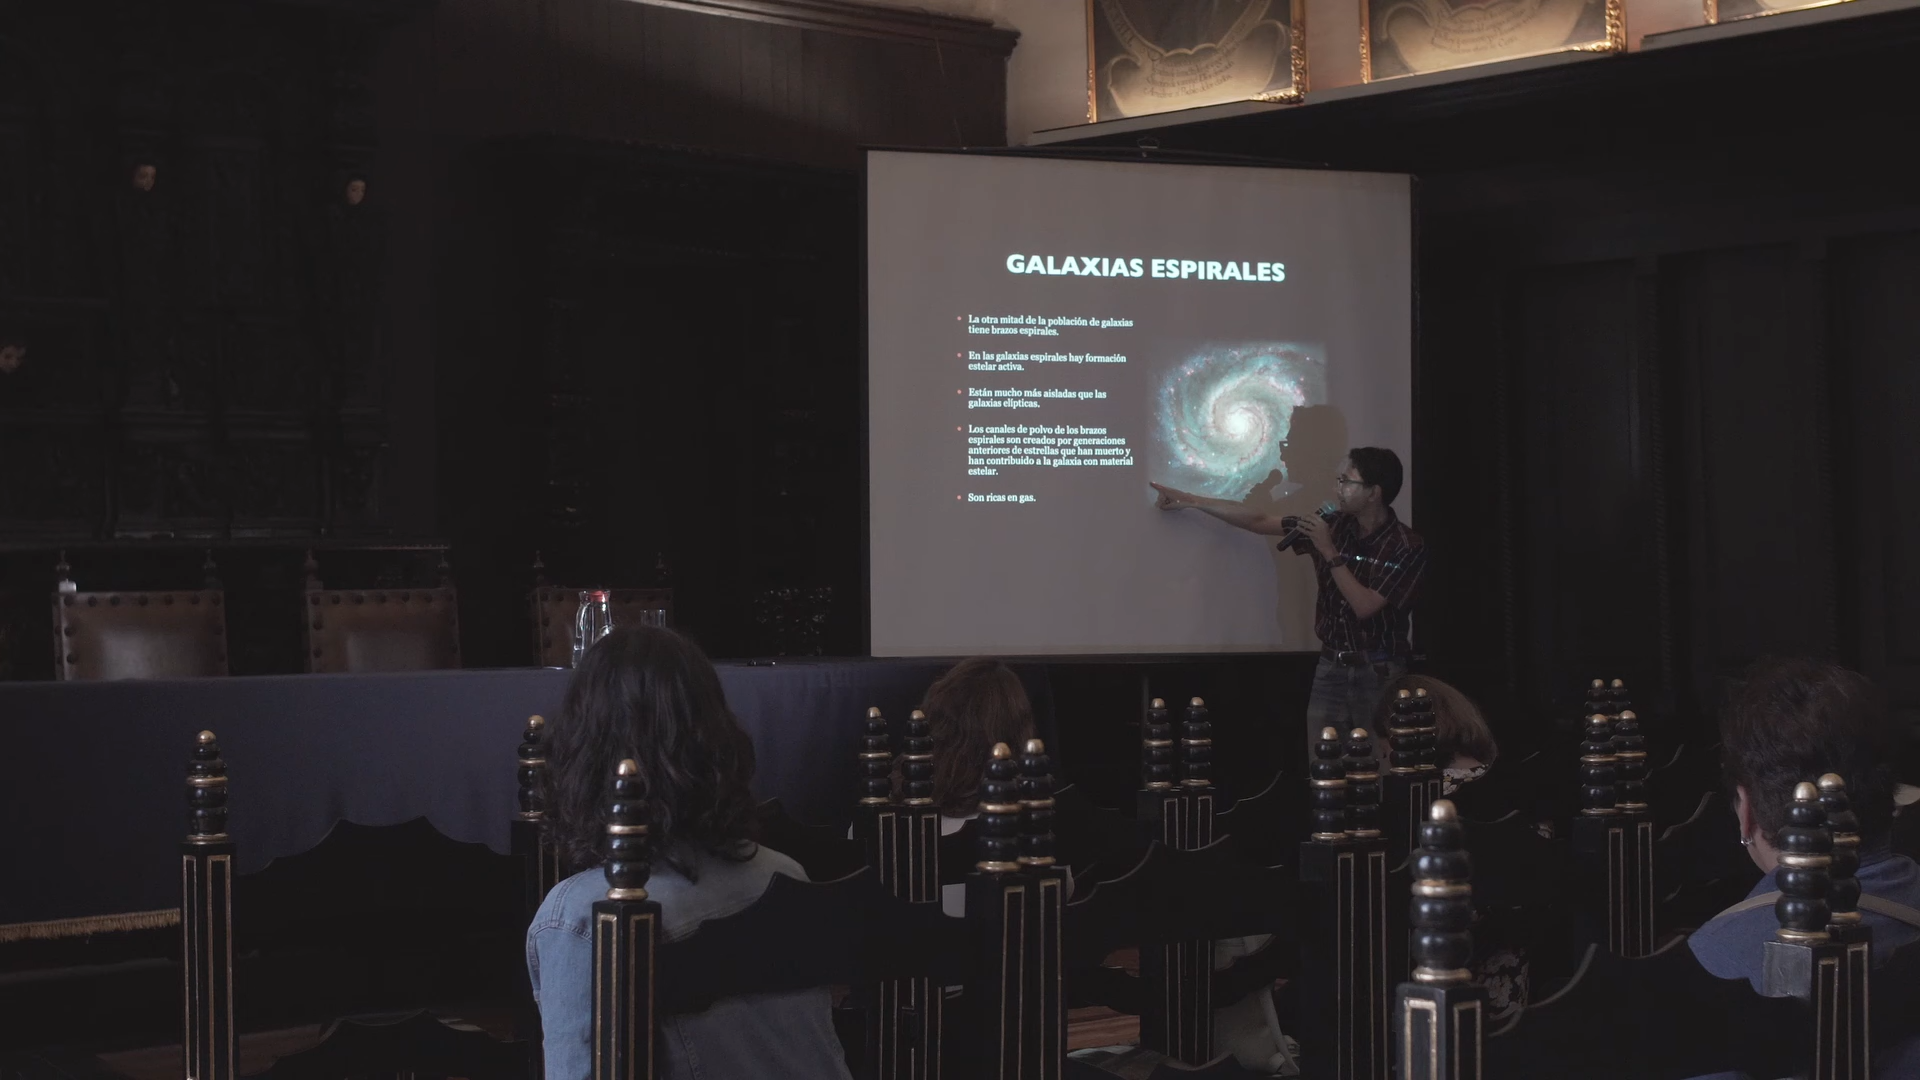 GALAXIAS ESPIRALES
• La otra mitad de la población de galaxias
tiene brazos espirales.
• En las galaxias espirales hay formación
estelar activa.
• Están mucho más aisladas que las
galaxias elípticas.
• Los canales de polvo de los brazos
espirales son creados por generaciones
anteriores de estrellas que han muerto y
han contribuido a la galaxia con material
estelar.
• Son ricas en gas.